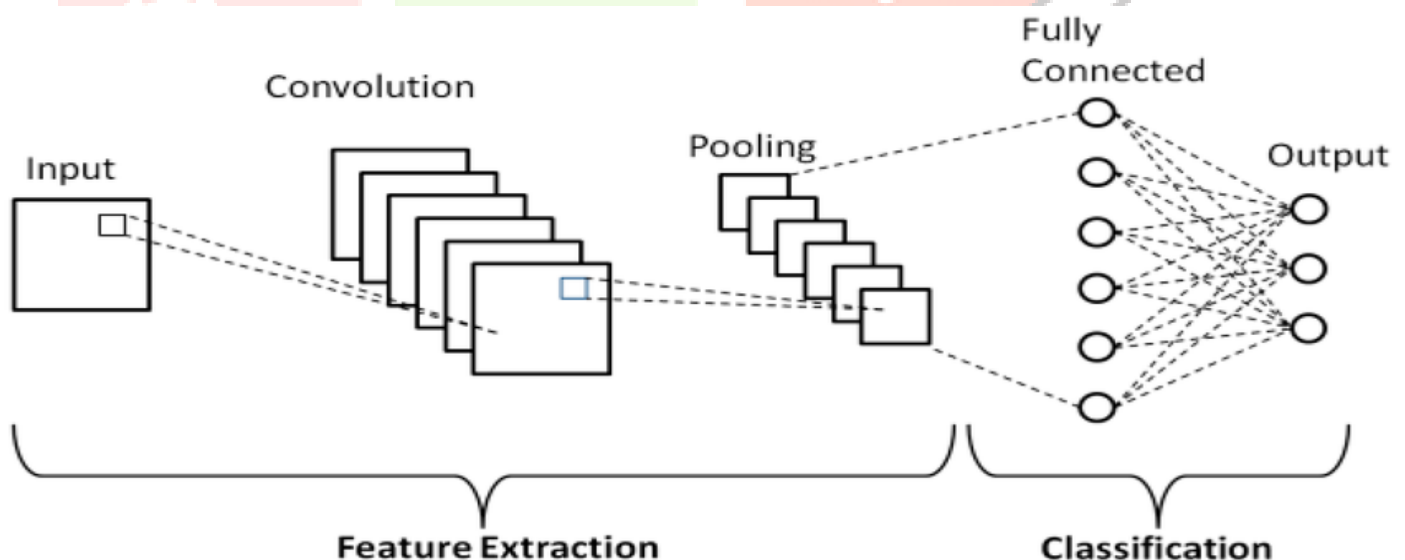 Fully
Connected
Convolution
Pooling
Output
Input
Feature Extraction
Classification